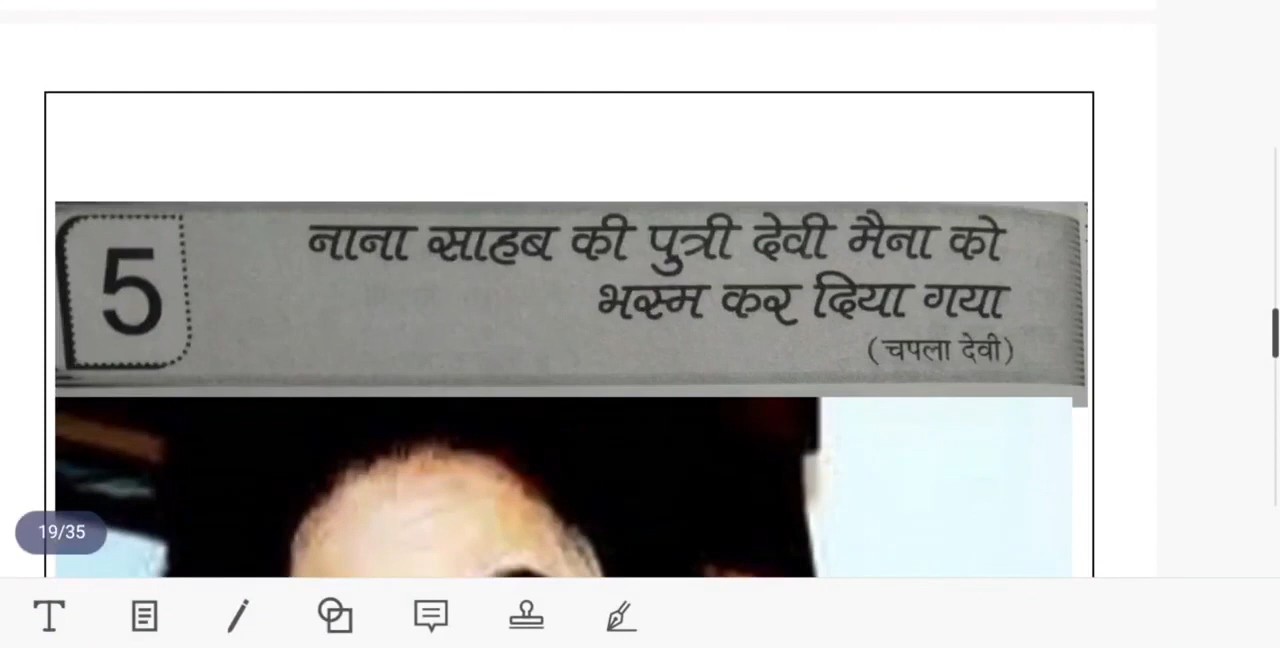 5
नाना साहब की पुत्री देवी मैना को
भस्म कर दिया गया
(चपला देवी)
19/35
T